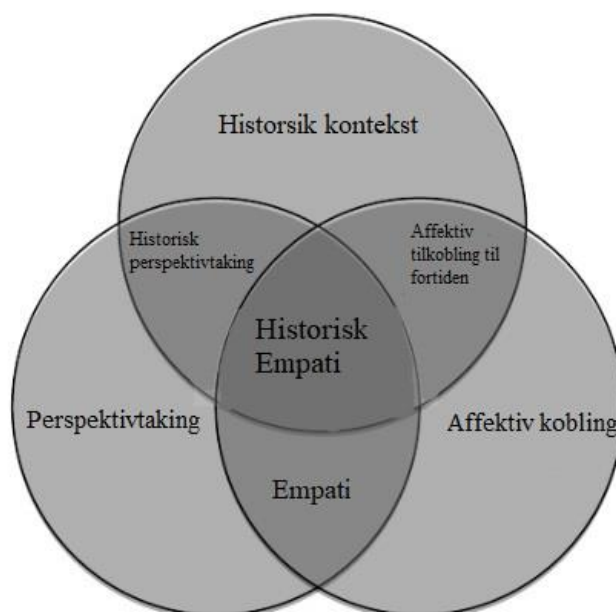 Historsik kontekst
Historisk
perspektivtaking
Affektiv
tilkobling til
fortiden
Historisk
Empati
Perspektivtaking
Affektiv kobling
Empati